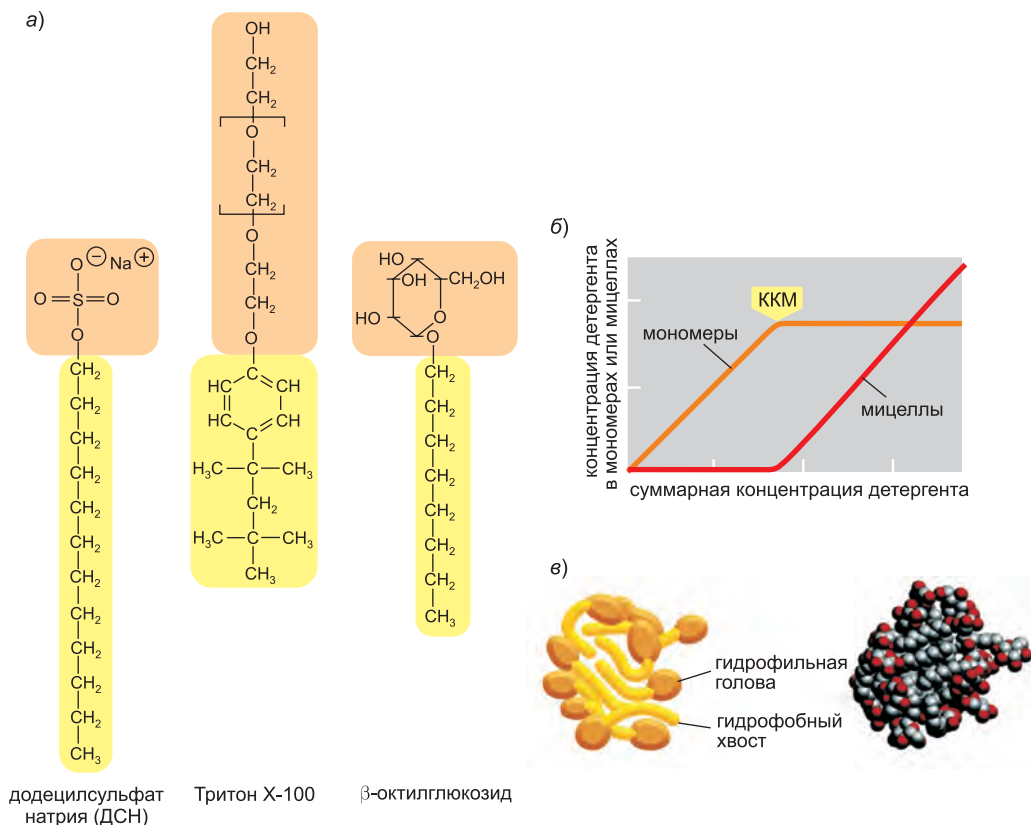 а)
OH
CH2
CH2
O
CH2
CH2
O
CH2
CH2
O
C
HC CH
HC CH
C
H3C C CH3
CH2
H3C C CH3
CH3
O − Na +
O S O
O
CH2
CH2
CH2
CH2
CH2
CH2
CH2
CH2
CH2
CH2
CH2
CH3
HO
OH CH2OH
HO O
O
CH2
CH2
CH2
CH2
CH2
CH2
CH2
CH3
додецилсульфат
натрия (ДСН)
Тритон X-100
β-октилглюкозид
б)
концентрация детергента
в мономерах или мицеллах
ККМ
мономеры
мицеллы
суммарная концентрация детергента
в)
гидрофильная
голова
гидрофобный
хвост